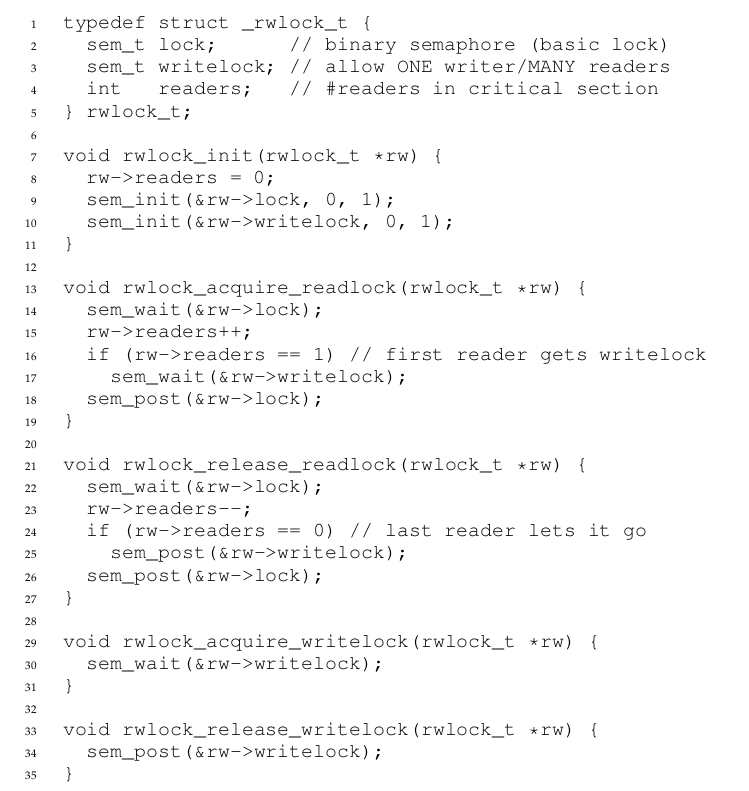 1 typedef struct _rwlock_t {
2 sem_t lock; // binary semaphore (basic lock)
3 sem_t writelock; // allow ONE writer/MANY readers
4 int readers; // #readers in critical section
5 } rwlock_t;
6
7 void rwlock_init(rwlock_t *rw) {
8 rw->readers = 0;
9 sem_init(&rw->lock, 0, 1);
10 sem_init(&rw->writelock, 0, 1);
11 }
12
13 void rwlock_acquire_readlock(rwlock_t *rw) {
14 sem_wait(&rw->lock);
15 rw->readers++;
16 if (rw->readers == 1) // first reader gets writelock
17 sem_wait(&rw->writelock);
18 sem_post(&rw->lock);
19 }
20
21 void rwlock_release_readlock(rwlock_t *rw) {
22 sem_wait(&rw->lock);
23 rw->readers--;
24 if (rw->readers == 0) // last reader lets it go
25 sem_post(&rw->writelock);
26 sem_post(&rw->lock);
27 }
28
29 void rwlock_acquire_writelock(rwlock_t *rw) {
30 sem_wait(&rw->writelock);
31 }
32
33 void rwlock_release_writelock(rwlock_t *rw) {
34 sem_post(&rw->writelock);
35 }